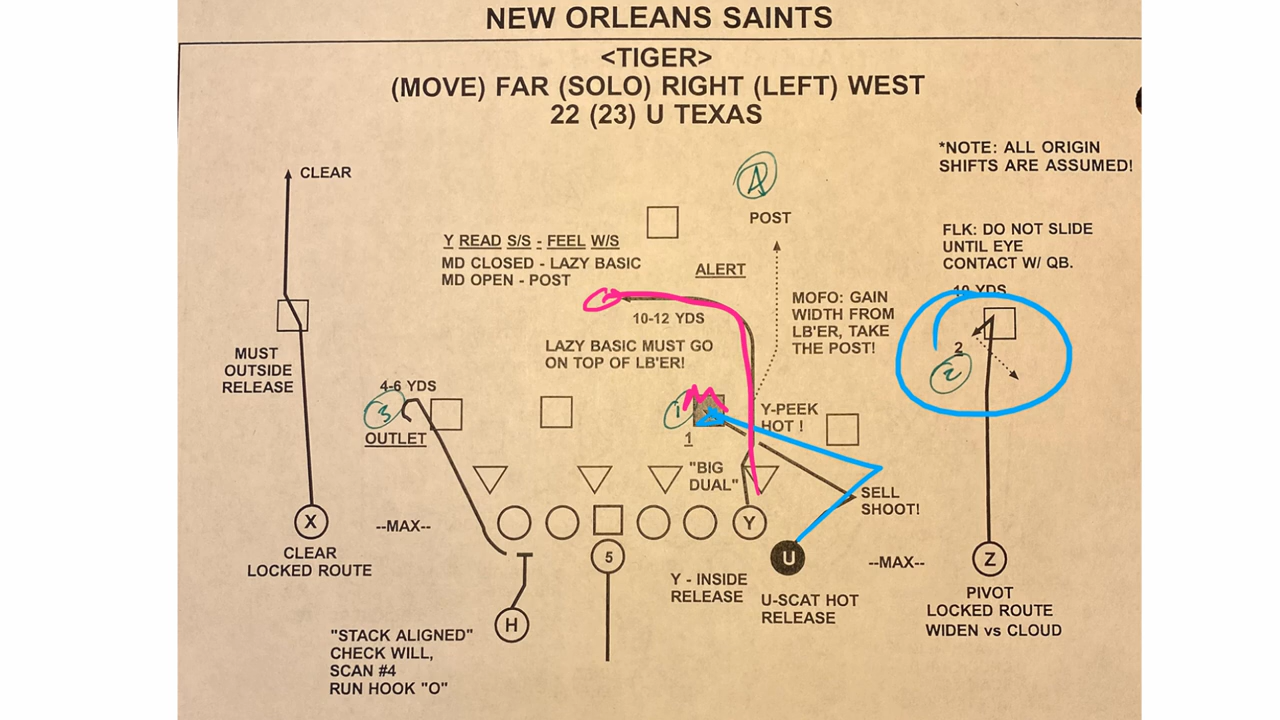 NEW ORLEANS SAINTS
<TIGER>
(MOVE) FAR (SOLO) RIGHT (LEFT) WEST
22 (23) U TEXAS
*NOTE: ALL ORIGIN
SHIFTS ARE ASSUMED!
CLEAR
A
POST
Y READ S/S - FEEL W/S
MD CLOSED - LAZY BASIC
MD OPEN - POST
ALERT
FLK: DO NOT SLIDE
UNTIL EYE
CONTACT W/ QB.
10 YDS
10-12 YDS
MOFO: GAIN
WIDTH FROM
LB'ER, TAKE
THE POST!
LAZY BASIC MUST GO
ON TOP OF LB'ER!
2
2
MUST
OUTSIDE
RELEASE
4-6 YDS
3
OUTLET
1
M
1
Y-PEEK
HOT !
"BIG
DUAL"
SELL
SHOOT!
X
--MAX--
Y
CLEAR
LOCKED ROUTE
5
U
--MAX--
Z
Y - INSIDE
RELEASE
U-SCAT HOT
RELEASE
PIVOT
LOCKED ROUTE
WIDEN vs CLOUD
H
"STACK ALIGNED"
CHECK WILL,
SCAN #4
RUN HOOK "O"